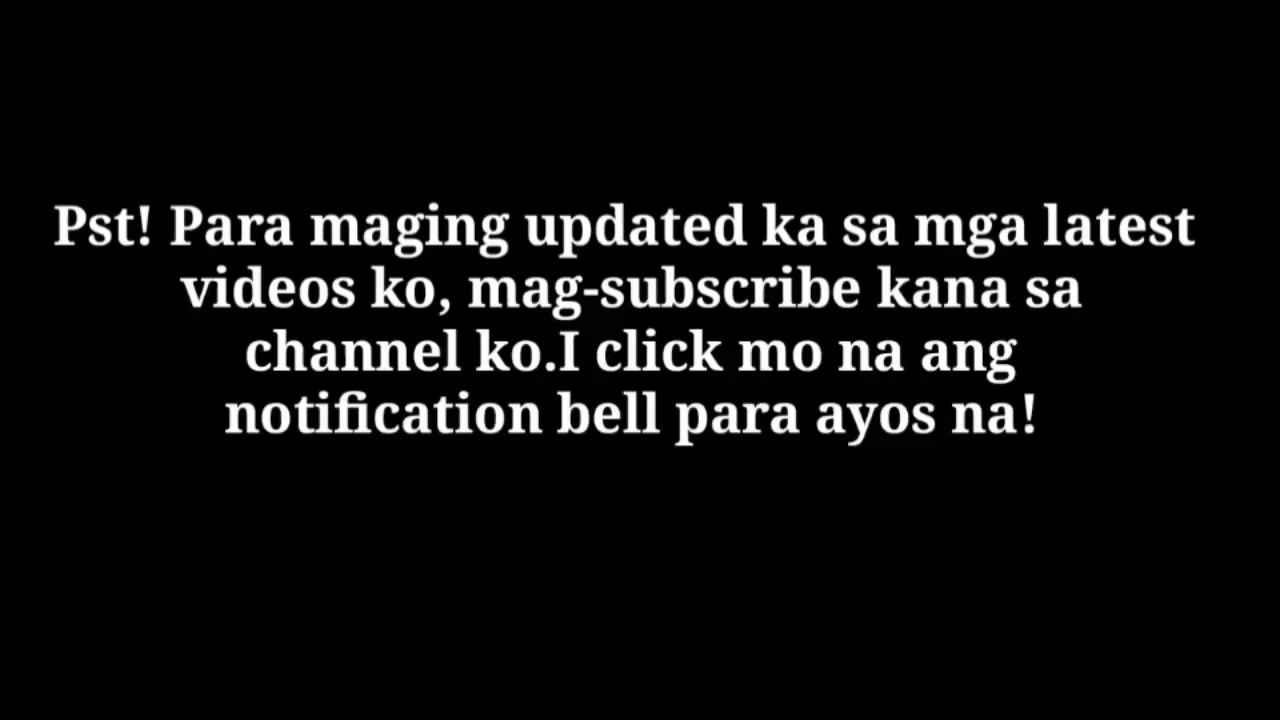 Pst! Para maging updated ka sa mga latest
videos ko, mag-subscribe kana sa
channel ko.I click mo na ang
notification bell para ayos na!